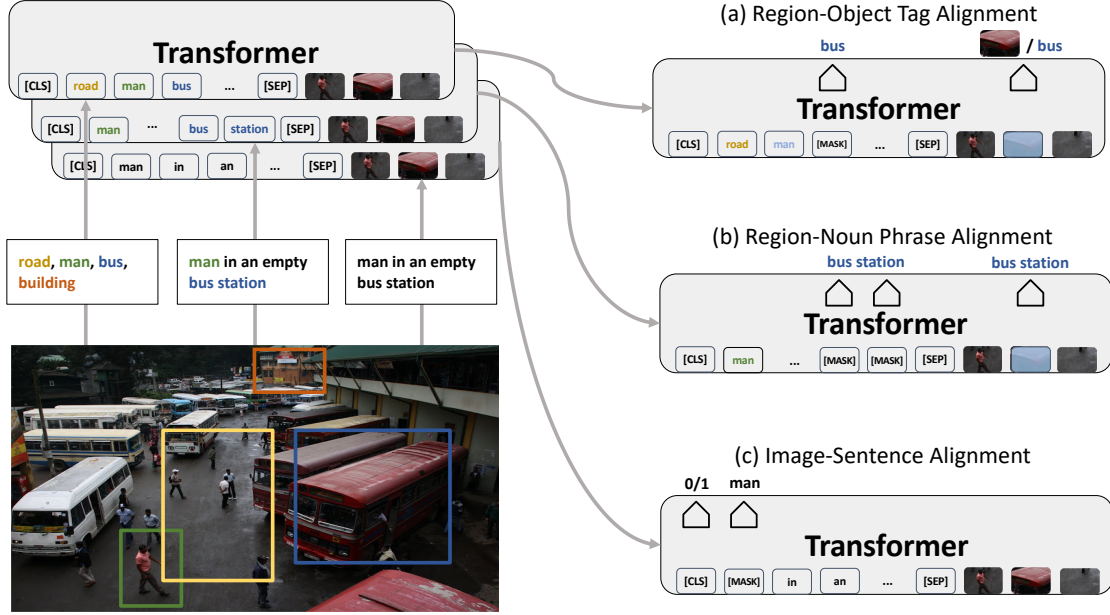 Transformer
[CLS] road man bus ... [SEP]
[CLS] man ... bus station [SEP]
[CLS] man in an ... [SEP]
road, man, bus,
building
man in an empty
bus station
man in an empty
bus station
(a) Region-Object Tag Alignment
bus / bus
Transformer
[CLS] road man [MASK] ... [SEP]
(b) Region-Noun Phrase Alignment
bus station bus station
Transformer
[CLS] man ... [MASK] [MASK] [SEP]
(c) Image-Sentence Alignment
0/1 man
Transformer
[CLS] [MASK] in an ... [SEP]